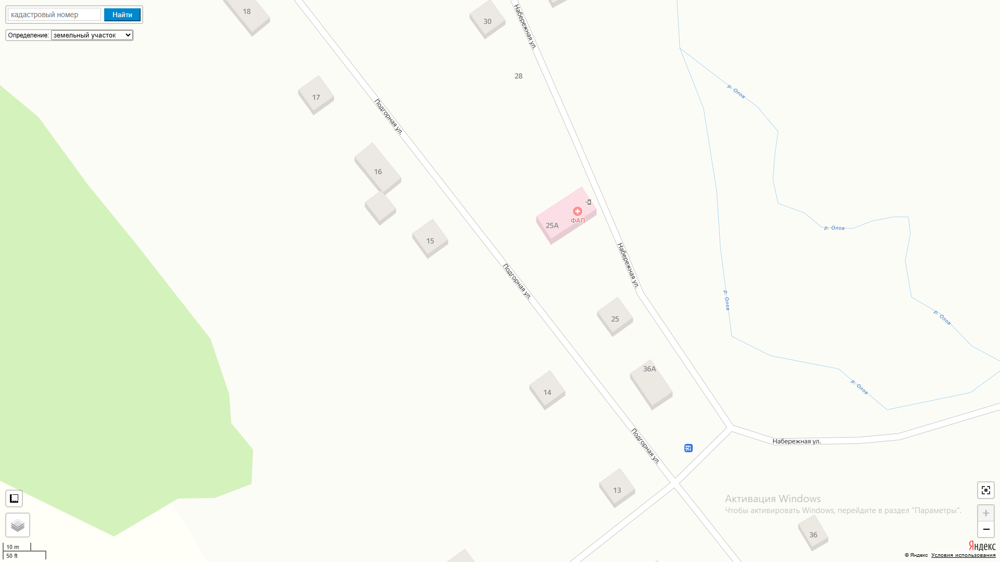 кадастровый номер
Найти
Определение: земельный участок
18
30
Набережная ул.
28
р. Олов
17
Подгорная ул.
16
25А
ФАП
15
р. Олов
Набережная ул.
Подгорная ул.
р. Олов
25
р. Олов
36А
14
р. Олов
Подгорная ул.
Набережная ул.
13
Активация Windows
Чтобы активировать Windows, перейдите в раздел "Параметры".
36
10 m
50 ft
Яндекс
© Яндекс Условия использования